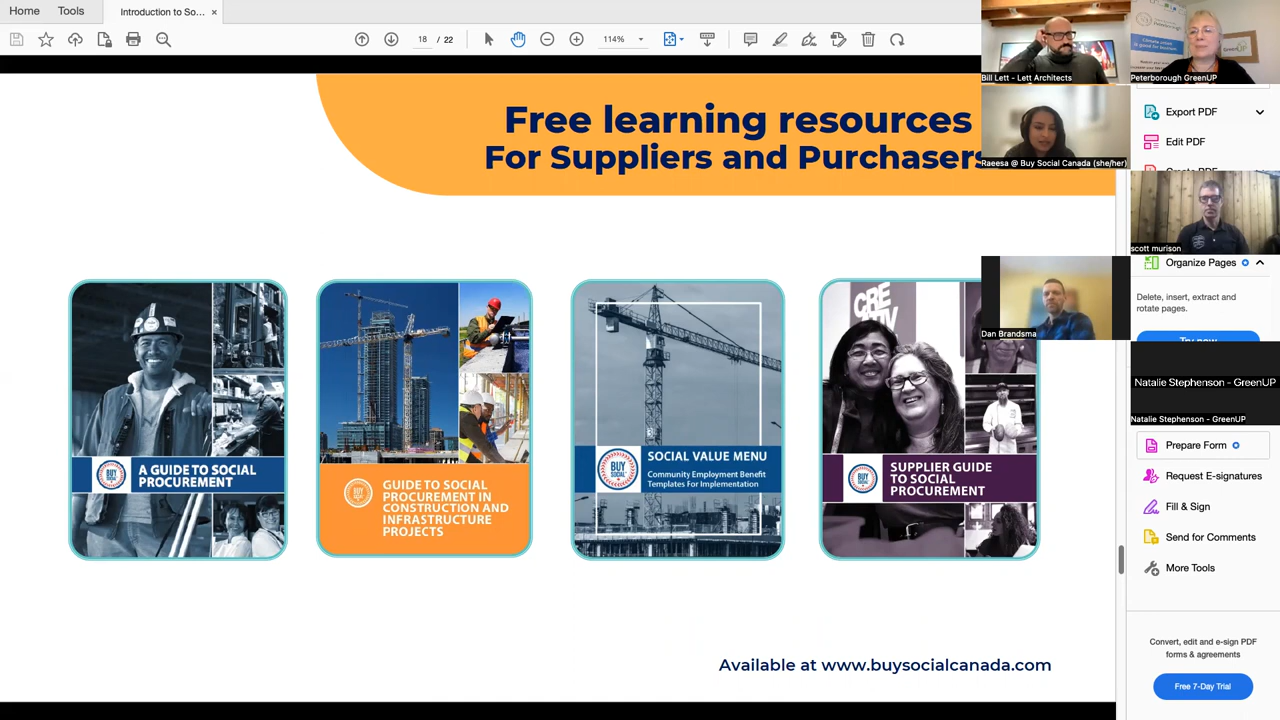 Home
Tools
Introduction to So...
18 / 22
114%
Bill Lett - Lett Architects
Peterborough GreenUP
Raeesa @ Buy Social Canada (she/her)
scott murison
Dan Brandsma
Natalie Stephenson - GreenUP
Natalie Stephenson - GreenUP
Free learning resources
For Suppliers and Purchasers
A GUIDE TO SOCIAL
PROCUREMENT
GUIDE TO SOCIAL
PROCUREMENT IN
CONSTRUCTION AND
INFRASTRUCTURE
PROJECTS
BUY
SOCIAL
SOCIAL VALUE MENU
Community Employment Benefit
Templates For Implementation
SUPPLIER GUIDE
TO SOCIAL
PROCUREMENT
Available at www.buysocialcanada.com
Export PDF
Edit PDF
Organize Pages
Delete, insert, extract and
rotate pages.
Try now
Prepare Form
Request E-signatures
Fill & Sign
Send for Comments
More Tools
Convert, edit and e-sign PDF
forms & agreements
Free 7-Day Trial